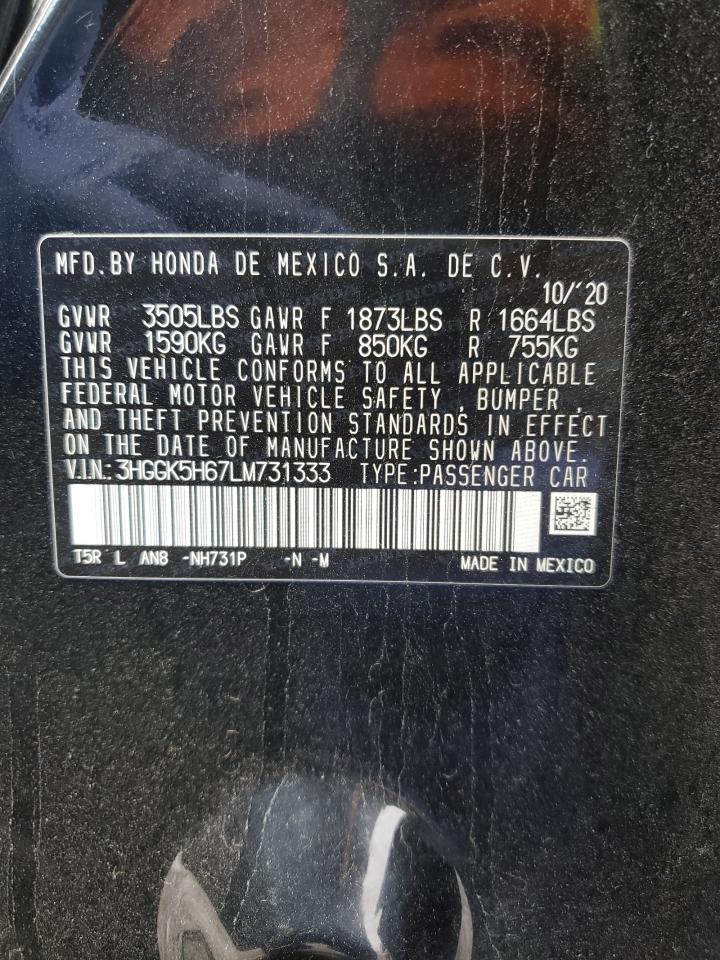 MFD.BY HONDA DE MEXICO S.A. DE C.V.
10/'20
GVWR 3505LBS GAWR F 1873LBS R 1664LBS
GVWR 1590KG GAWR F 850KG R 755KG
THIS VEHICLE CONFORMS TO ALL APPLICABLE
FEDERAL MOTOR VEHICLE SAFETY , BUMPER ,
AND THEFT PREVENTION STANDARDS IN EFFECT
ON THE DATE OF MANUFACTURE SHOWN ABOVE.
V.I.N.: 3HGGK5H67LM731333 TYPE:PASSENGER CAR
T5R L AN8 -NH731P -N -M MADE IN MEXICO